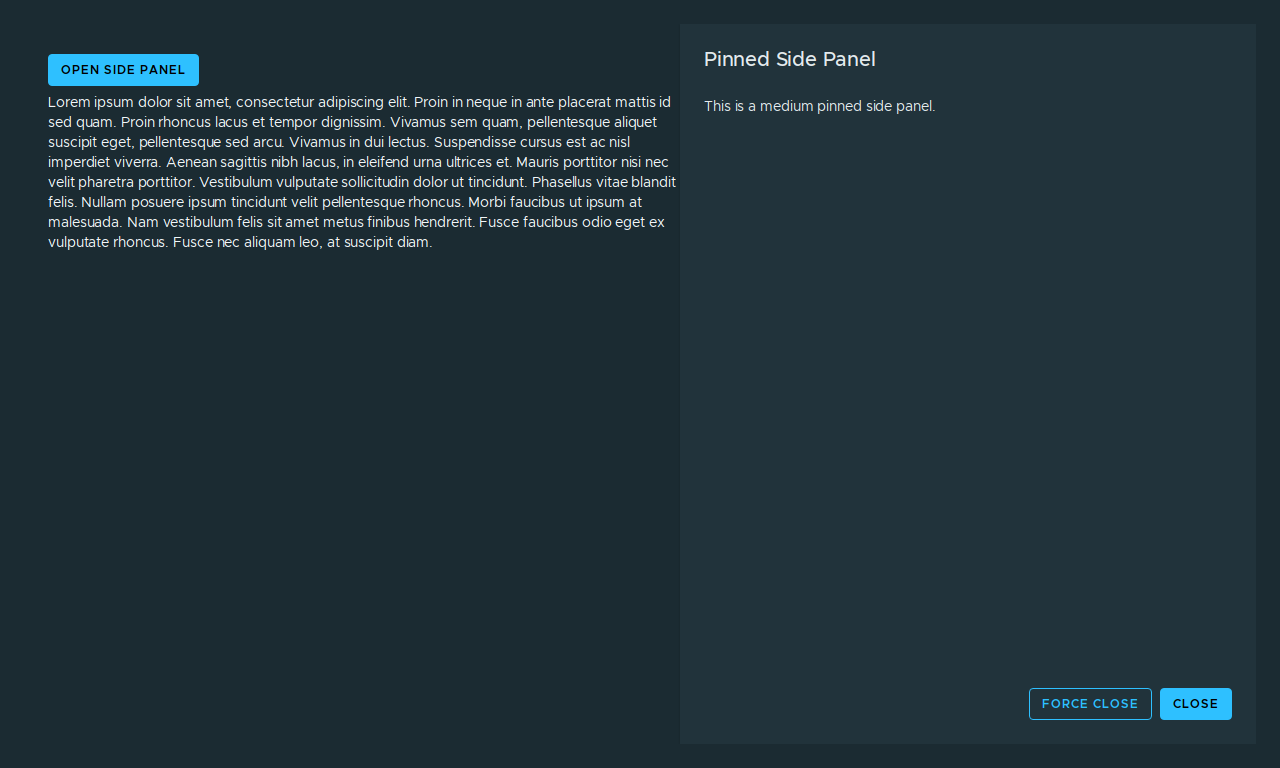 OPEN SIDE PANEL
Lorem ipsum dolor sit amet, consectetur adipiscing elit. Proin in neque in ante placerat mattis id
sed quam. Proin rhoncus lacus et tempor dignissim. Vivamus sem quam, pellentesque aliquet
suscipit eget, pellentesque sed arcu. Vivamus in dui lectus. Suspendisse cursus est ac nisl
imperdiet viverra. Aenean sagittis nibh lacus, in eleifend urna ultrices et. Mauris porttitor nisi nec
velit pharetra porttitor. Vestibulum vulputate sollicitudin dolor ut tincidunt. Phasellus vitae blandit
felis. Nullam posuere ipsum tincidunt velit pellentesque rhoncus. Morbi faucibus ut ipsum at
malesuada. Nam vestibulum felis sit amet metus finibus hendrerit. Fusce faucibus odio eget ex
vulputate rhoncus. Fusce nec aliquam leo, at suscipit diam.
Pinned Side Panel
This is a medium pinned side panel.
FORCE CLOSE
CLOSE